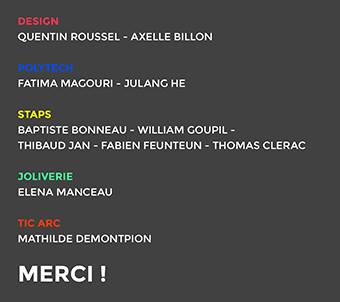 DESIGN
QUENTIN ROUSSEL - AXELLE BILLON
POLYTECH
FATIMA MAGOURI - JULANG HE
STAPS
BAPTISTE BONNEAU - WILLIAM GOUPIL -
THIBAUD JAN - FABIEN FEUNTEUN - THOMAS CLERAC
JOLIVERIE
ELENA MANCEAU
TIC ARC
MATHILDE DEMONTPION
MERCI !